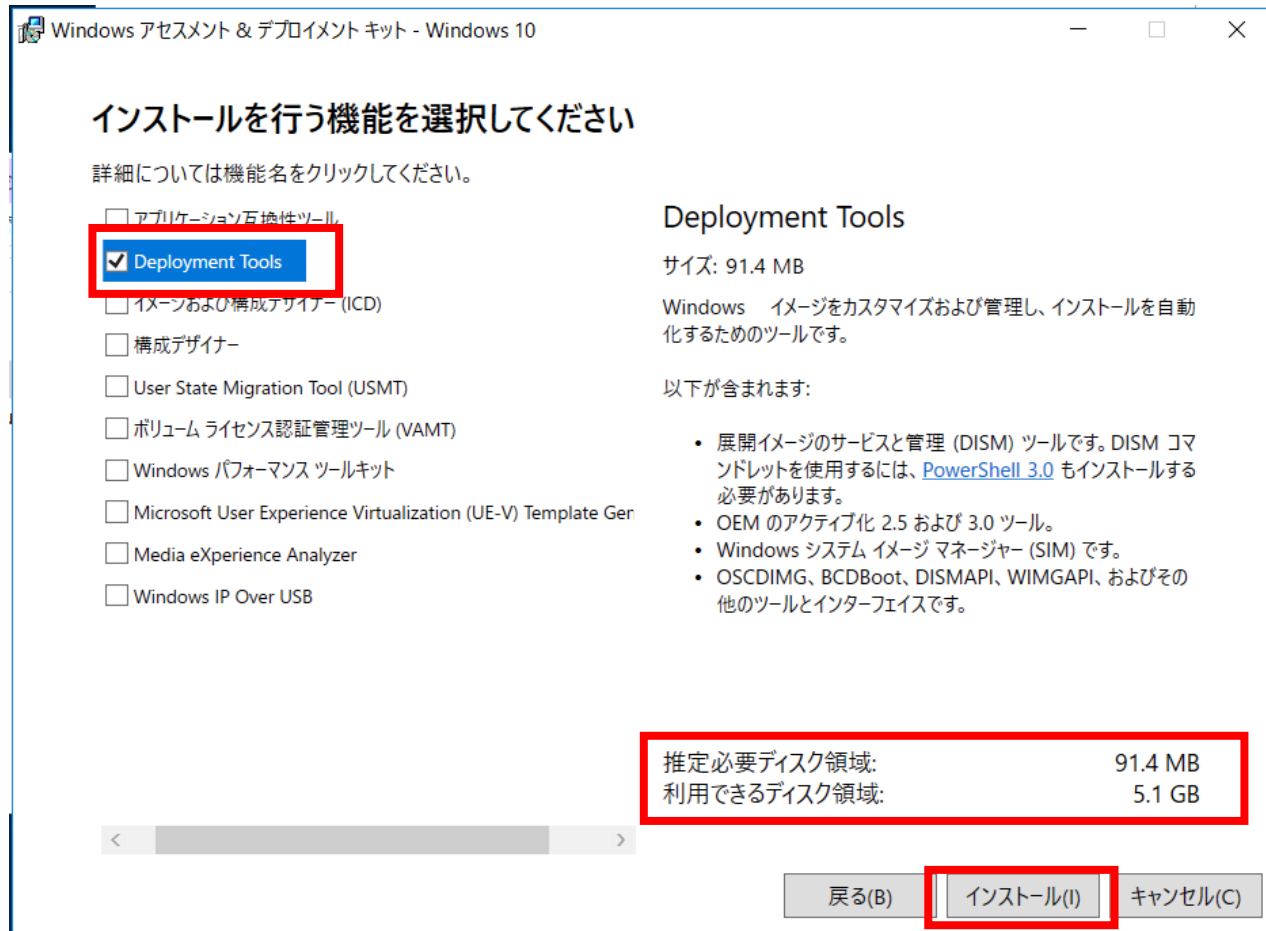 Windows アセスメント & デプロイメント キット - Windows 10
インストールを行う機能を選択してください
詳細については機能名をクリックしてください。
アプリケーション互換性ツール
Deployment Tools
イメージおよび構成デザイナー (ICD)
構成デザイナー
User State Migration Tool (USMT)
ボリューム ライセンス認証管理ツール (VAMT)
Windows パフォーマンス ツールキット
Microsoft User Experience Virtualization (UE-V) Template Gen
Media eXperience Analyzer
Windows IP Over USB
Deployment Tools
サイズ: 91.4 MB
Windows イメージをカスタマイズおよび管理し、インストールを自動
化するためのツールです。
以下が含まれます:
• 展開イメージのサービスと管理 (DISM) ツールです。DISM コマ
ンドレットを使用するには、PowerShell 3.0 もインストールする
必要があります。
• OEM のアクティブ化 2.5 および 3.0 ツール。
• Windows システム イメージ マネージャー (SIM) です。
• OSCDIMG、BCDBoot、DISMAPI、WIMGAPI、およびその
他のツールとインターフェイスです。
推定必要ディスク領域: 91.4 MB
利用できるディスク領域: 5.1 GB
戻る(B) インストール(I) キャンセル(C)